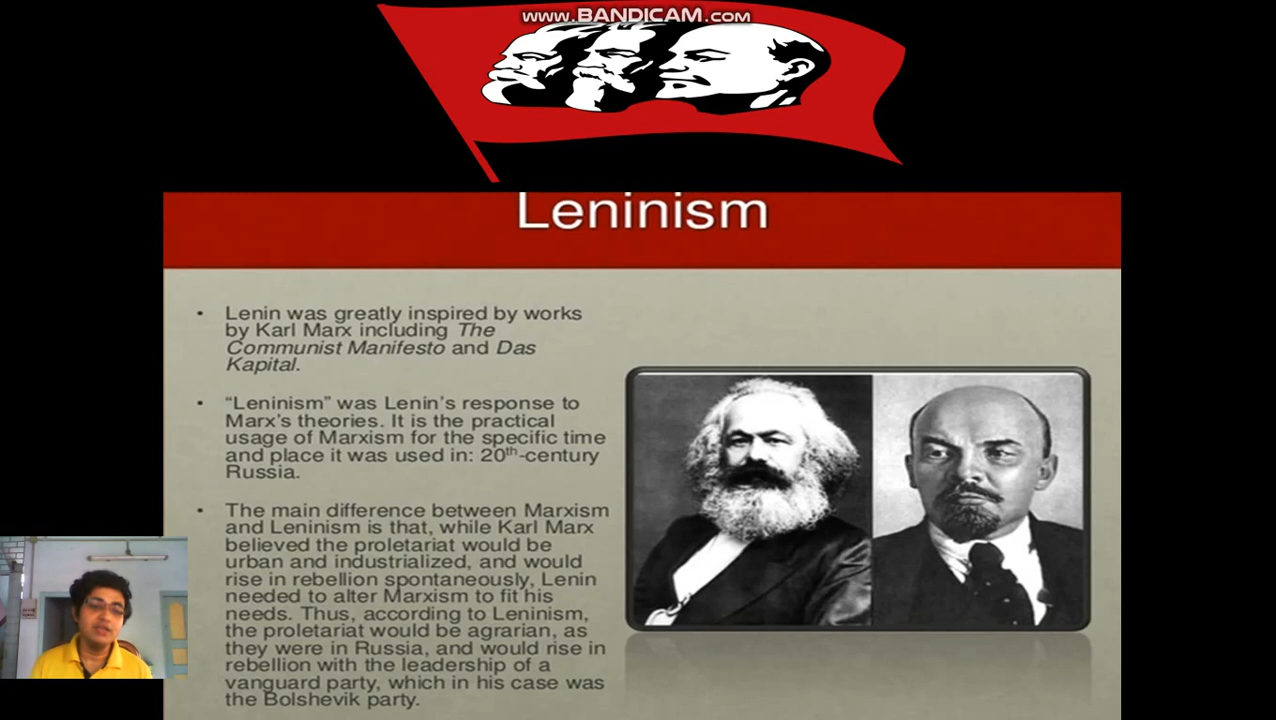 www.BANDICAM.com
Leninism
• Lenin was greatly inspired by works
by Karl Marx including The
Communist Manifesto and Das
Kapital.
• “Leninism” was Lenin’s response to
Marx’s theories. It is the practical
usage of Marxism for the specific time
and place it was used in: 20th-century
Russia.
• The main difference between Marxism
and Leninism is that, while Karl Marx
believed the proletariat would be
urban and industrialized, and would
rise in rebellion spontaneously, Lenin
needed to alter Marxism to fit his
needs. Thus, according to Leninism,
the proletariat would be agrarian, as
they were in Russia, and would rise in
rebellion with the leadership of a
vanguard party, which in his case was
the Bolshevik party.